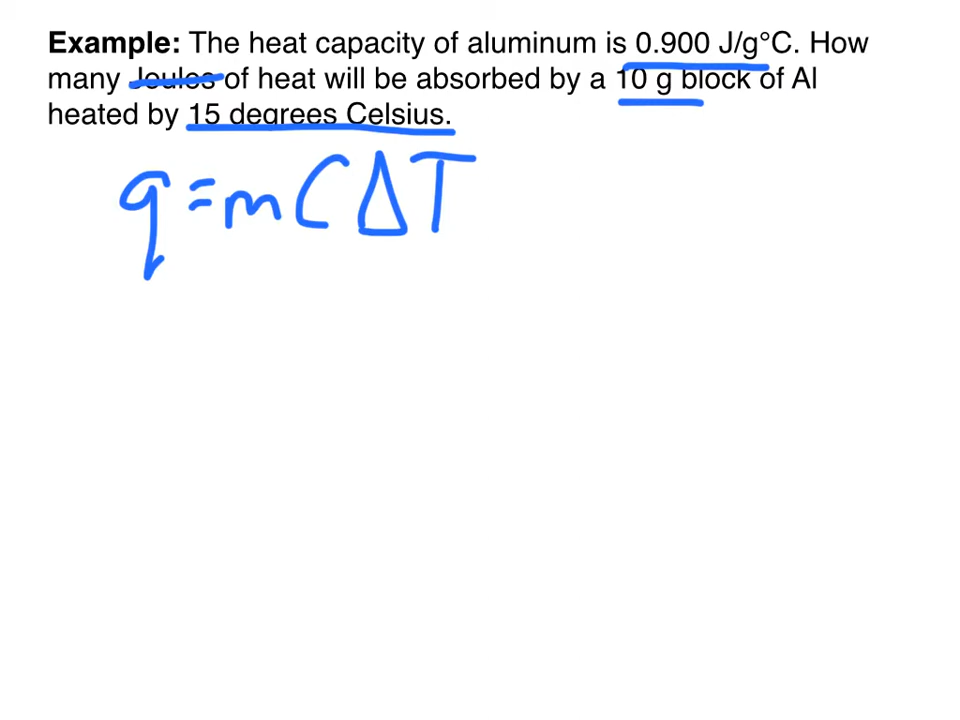 Example: The heat capacity of aluminum is 0.900 J/g°C. How
many Joules of heat will be absorbed by a 10 g block of Al
heated by 15 degrees Celsius.
q = m C Δ T